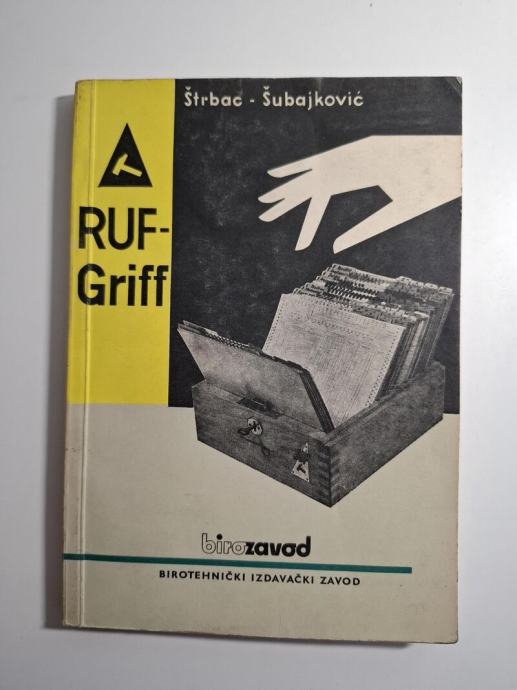 Štrbac - Šubajković
RUF-
Griff
birozavod
BIROTEHNIČKI IZDAVAČKI ZAVOD